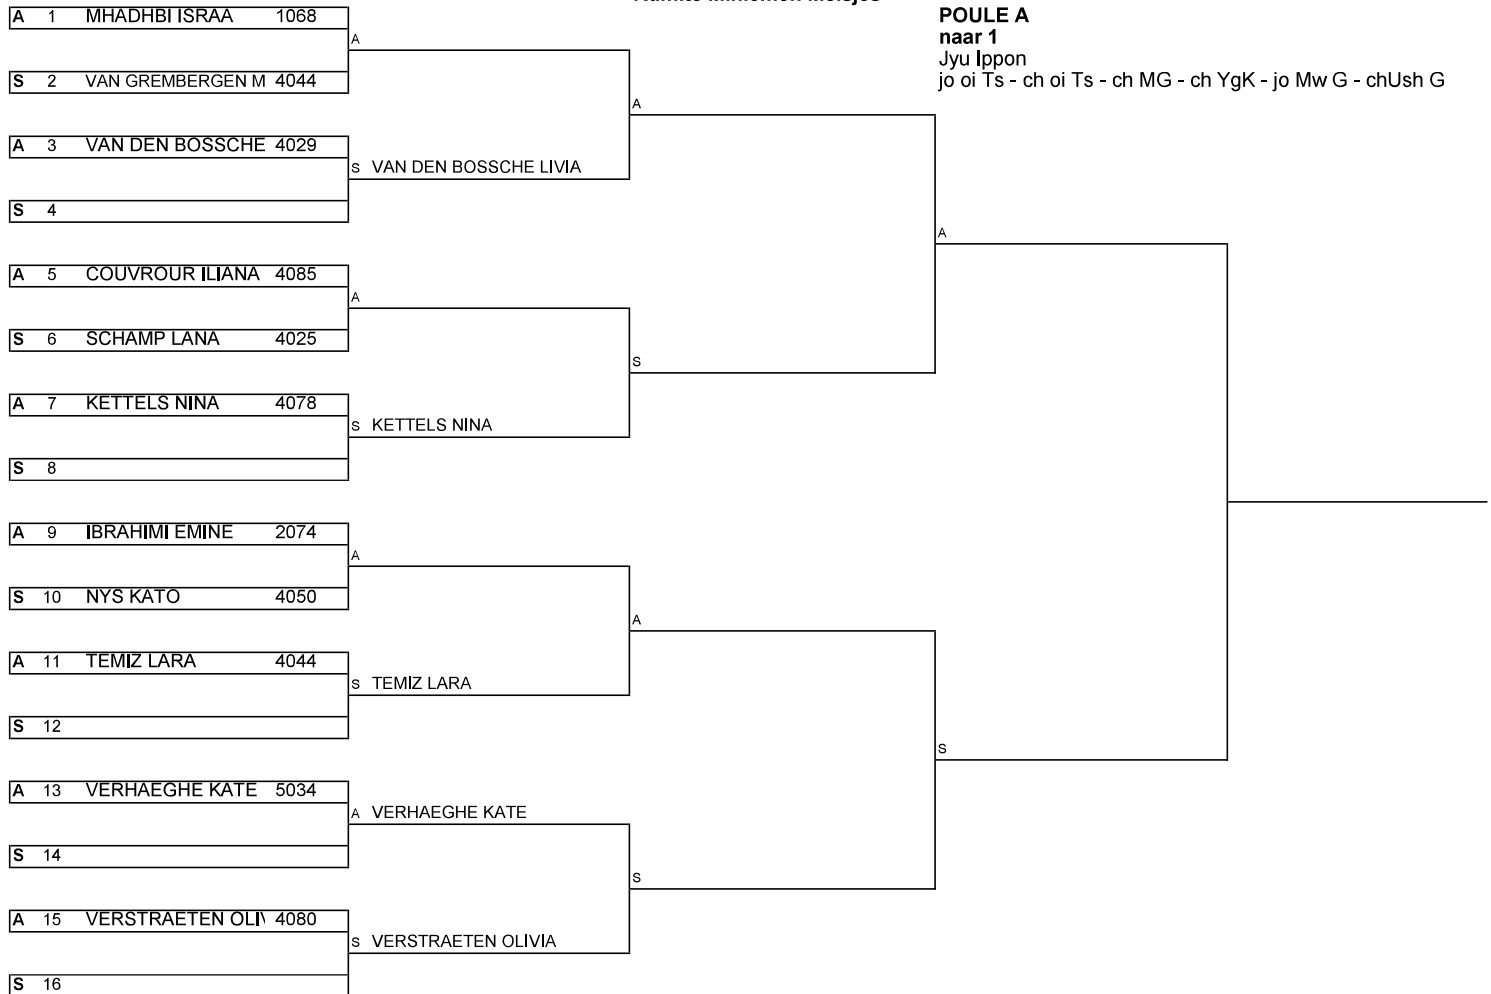 POULE A
naar 1
Jyu Ippon
jo oi Ts - ch oi Ts - ch MG - ch YgK - jo Mw G - chUsh G
A 1 MHADHBI ISRAA 1068
A
S 2 VAN GREMBERGEN M 4044
A
A 3 VAN DEN BOSSCHE 4029
S VAN DEN BOSSCHE LIVIA
S 4
A
A 5 COUVROUR ILIANA 4085
A
S 6 SCHAMP LANA 4025
S
A 7 KETTELS NINA 4078
S KETTELS NINA
S 8
A 9 IBRAHIMI EMINE 2074
A
S 10 NYS KATO 4050
A
A 11 TEMIZ LARA 4044
S TEMIZ LARA
S 12
S
A 13 VERHAEGHE KATE 5034
A VERHAEGHE KATE
S 14
S
A 15 VERSTRAETEN OLI 4080
S VERSTRAETEN OLIVIA
S 16